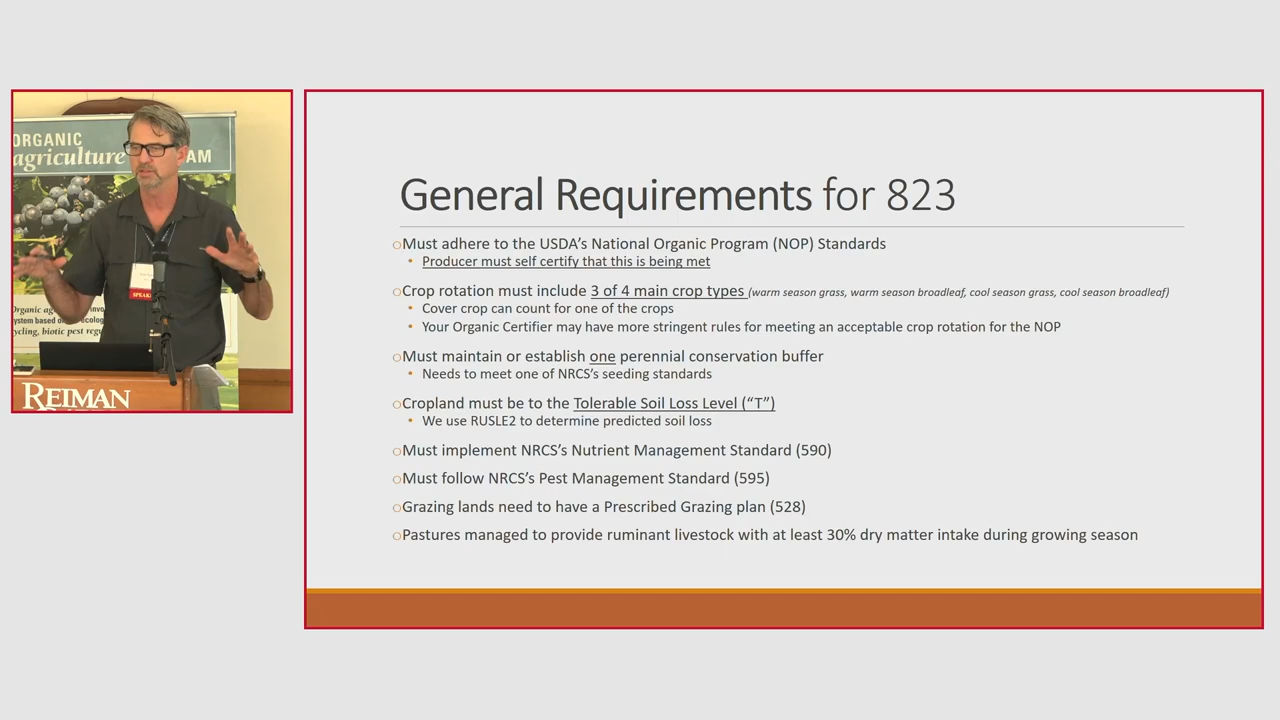 ORGANIC
agriculture AM
SPEAK
Organic
REIMAN
General Requirements for 823
Must adhere to the USDA's National Organic Program (NOP) Standards
• Producer must self certify that this is being met
Crop rotation must include 3 of 4 main crop types (warm season grass, warm season broadleaf, cool season grass, cool season broadleaf)
• Cover crop can count for one of the crops
• Your Organic Certifier may have more stringent rules for meeting an acceptable crop rotation for the NOP
Must maintain or establish one perennial conservation buffer
• Needs to meet one of NRCS's seeding standards
Cropland must be to the Tolerable Soil Loss Level (“T”)
• We use RUSLE2 to determine predicted soil loss
Must implement NRCS's Nutrient Management Standard (590)
Must follow NRCS's Pest Management Standard (595)
Grazing lands need to have a Prescribed Grazing plan (528)
Pastures managed to provide ruminant livestock with at least 30% dry matter intake during growing season